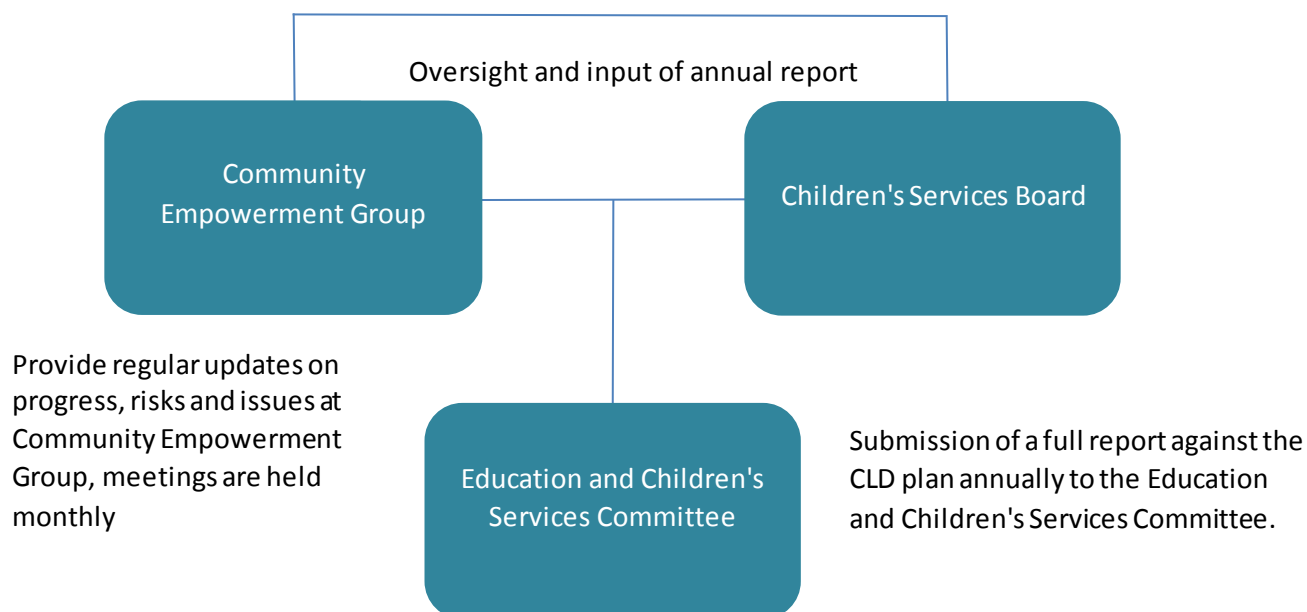 Oversight and input of annual report
Community
Empowerment Group
Children's Services Board
Provide regular updates on
progress, risks and issues at
Community Empowerment
Group, meetings are held
monthly
Education and Children's
Services Committee
Submission of a full report against the
CLD plan annually to the Education
and Children's Services Committee.